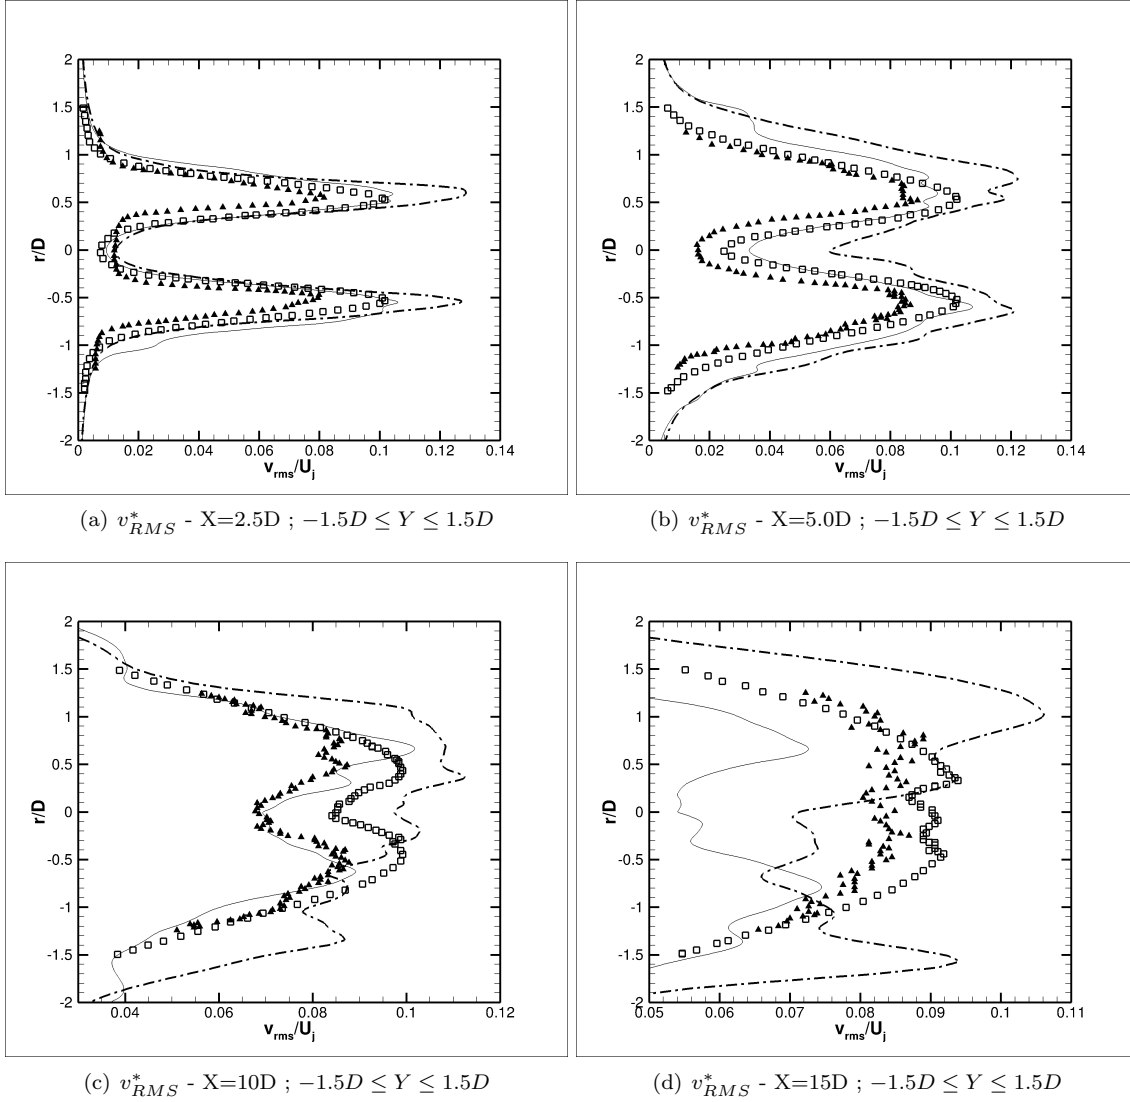 2
1.5
1
0.5
0
-0.5
-1
-1.5
-2
r/D
0 0.02 0.04 0.06 0.08 0.1 0.12 0.14
v_rms/U_j
(a) v*_RMS - X=2.5D ; −1.5D ≤ Y ≤ 1.5D
2
1.5
1
0.5
0
-0.5
-1
-1.5
-2
r/D
0 0.02 0.04 0.06 0.08 0.1 0.12 0.14
v_rms/U_j
(b) v*_RMS - X=5.0D ; −1.5D ≤ Y ≤ 1.5D
2
1.5
1
0.5
0
-0.5
-1
-1.5
-2
r/D
0.04 0.06 0.08 0.1 0.12
v_rms/U_j
(c) v*_RMS - X=10D ; −1.5D ≤ Y ≤ 1.5D
2
1.5
1
0.5
0
-0.5
-1
-1.5
-2
r/D
0.05 0.06 0.07 0.08 0.09 0.1 0.11
v_rms/U_j
(d) v*_RMS - X=15D ; −1.5D ≤ Y ≤ 1.5D